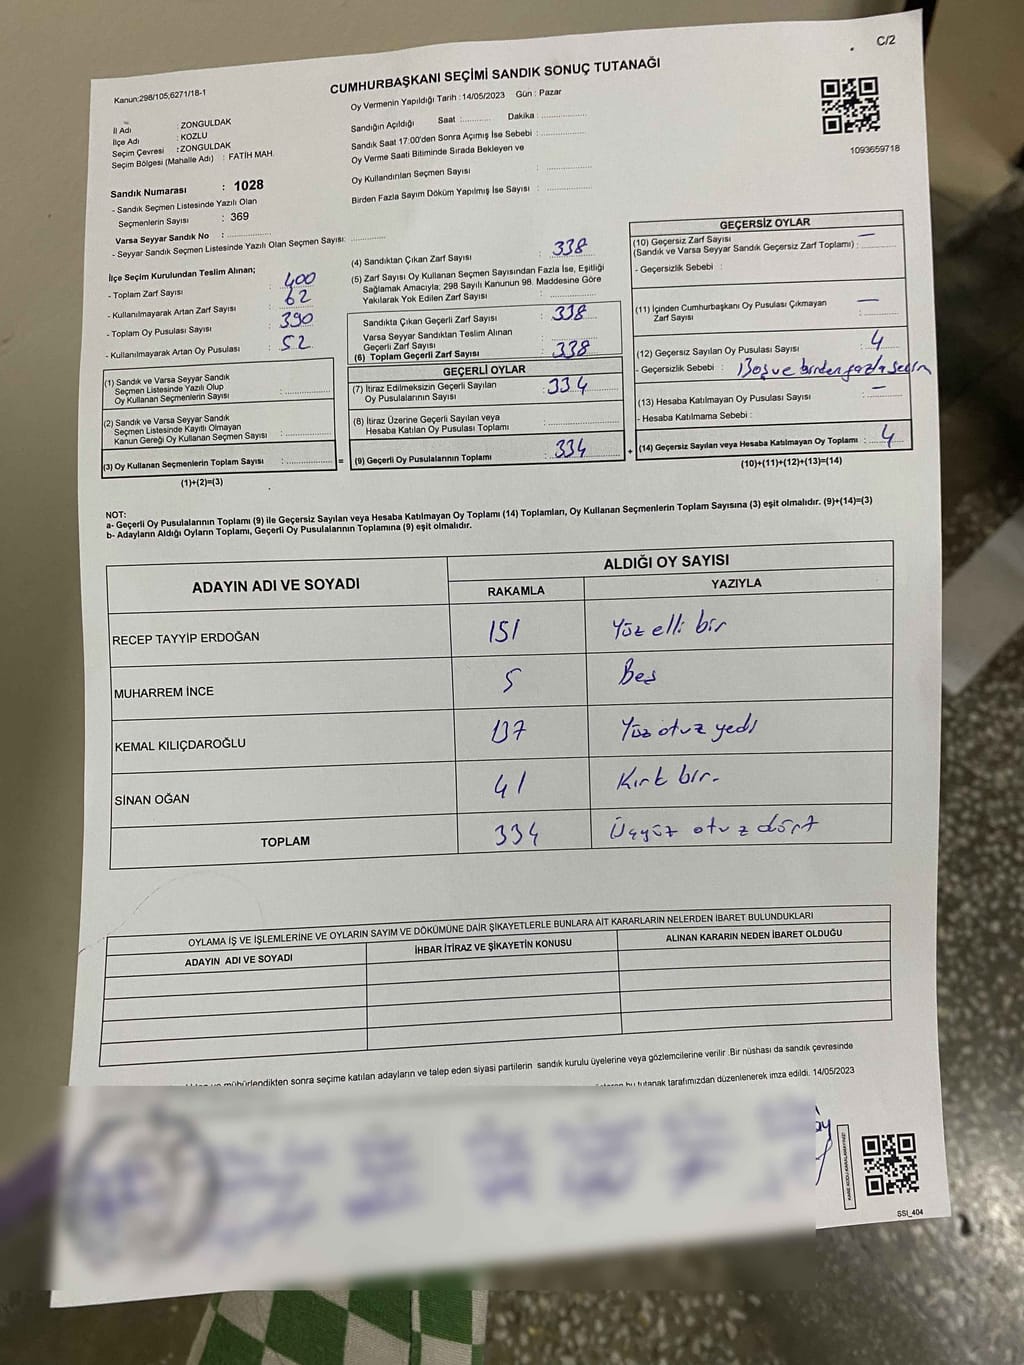 C/2
CUMHURBAŞKANI SEÇİMİ SANDIK SONUÇ TUTANAĞI
Kanun:298/105;6271/18-1
Oy Vermenin Yapıldığı Tarih : 14/05/2023 Gün : Pazar
İl Adı : ZONGULDAK
İlçe Adı : KOZLU
Seçim Çevresi : ZONGULDAK
Seçim Bölgesi (Mahalle Adı) : FATİH MAH.
Sandık Numarası : 1028
- Sandık Seçmen Listesinde Yazılı Olan
Seçmenlerin Sayısı : 369
Varsa Seyyar Sandık No : ..............
- Seyyar Sandık Seçmen Listesinde Yazılı Olan Seçmen Sayısı: ............
Sandığın Açıldığı Saat :........... Dakika : ................
Sandık Saat 17:00'den Sonra Açımış İse Sebebi : ..............
Oy Verme Saati Bitiminde Sırada Bekleyen ve
Oy Kullandırılan Seçmen Sayısı : ..............
Birden Fazla Sayım Döküm Yapılmış İse Sayısı : ..............
1093659718
İlçe Seçim Kurulundan Teslim Alınan;
- Toplam Zarf Sayısı : 400
- Kullanılmayarak Artan Zarf Sayısı : 62
- Toplam Oy Pusulası Sayısı : 390
- Kullanılmayarak Artan Oy Pusulası : 52
(1) Sandık ve Varsa Seyyar Sandık
Seçmen Listesinde Yazılı Olup
Oy Kullanan Seçmenlerin Sayısı : ..............
(2) Sandık ve Varsa Seyyar Sandık
Seçmen Listesinde Kayıtlı Olmayan
Kanun Gereği Oy Kullanan Seçmen Sayısı : ..............
(3) Oy Kullanan Seçmenlerin Toplam Sayısı : .............. =
(1)+(2)=(3)
(4) Sandıktan Çıkan Zarf Sayısı : 338
(5) Zarf Sayısı Oy Kullanan Seçmen Sayısından Fazla İse, Eşitliği
Sağlamak Amacıyla; 298 Sayılı Kanunun 98. Maddesine Göre
Yakılarak Yok Edilen Zarf Sayısı : ..............
Sandıkta Çıkan Geçerli Zarf Sayısı : 338
Varsa Seyyar Sandıktan Teslim Alınan
Geçerli Zarf Sayısı : ..............
(6) Toplam Geçerli Zarf Sayısı : 338
GEÇERLİ OYLAR
(7) İtiraz Edilmeksizin Geçerli Sayılan
Oy Pusulalarının Sayısı : 334
(8) İtiraz Üzerine Geçerli Sayılan veya
Hesaba Katılan Oy Pusulası Toplamı : ..............
(9) Geçerli Oy Pusulalarının Toplamı : 334 +
GEÇERSİZ OYLAR
(10) Geçersiz Zarf Sayısı —
(Sandık ve Varsa Seyyar Sandık Geçersiz Zarf Toplamı) : ............
- Geçersizlik Sebebi :
(11) İçinden Cumhurbaşkanı Oy Pusulası Çıkmayan —
Zarf Sayısı : ............
(12) Geçersiz Sayılan Oy Pusulası Sayısı : 4
- Geçersizlik Sebebi : Boş ve birden fazla seçim
(13) Hesaba Katılmayan Oy Pusulası Sayısı : —
- Hesaba Katılmama Sebebi :
(14) Geçersiz Sayılan veya Hesaba Katılmayan Oy Toplamı : 4
(10)+(11)+(12)+(13)=(14)
NOT:
a- Geçerli Oy Pusulalarının Toplamı (9) ile Geçersiz Sayılan veya Hesaba Katılmayan Oy Toplamı (14) Toplamları, Oy Kullanan Seçmenlerin Toplam Sayısına (3) eşit olmalıdır. (9)+(14)=(3)
b- Adayların Aldığı Oyların Toplamı, Geçerli Oy Pusulalarının Toplamına (9) eşit olmalıdır.
ADAYIN ADI VE SOYADI ALDIĞI OY SAYISI
RAKAMLA YAZIYLA
RECEP TAYYİP ERDOĞAN 151 Yüz elli bir
MUHARREM İNCE 5 Beş
KEMAL KILIÇDAROĞLU 137 Yüz otuz yedi
SİNAN OĞAN 41 Kırk bir.
TOPLAM 334 Üçyüz otuz dört
OYLAMA İŞ VE İŞLEMLERİNE VE OYLARIN SAYIM VE DÖKÜMÜNE DAİR ŞİKAYETLERLE BUNLARA AİT KARARLARIN NELERDEN İBARET BULUNDUKLARI
ADAYIN ADI VE SOYADI İHBAR İTİRAZ VE ŞİKAYETİN KONUSU ALINAN KARARIN NEDEN İBARET OLDUĞU
mühürlendikten sonra seçime katılan adayların ve talep eden siyasi partilerin sandık kurulu üyelerine veya gözlemcilerine verilir .Bir nüshası da sandık çevresinde
bu tutanak tarafımızdan düzenlenerek imza edildi. 14/05/2023
SSI_404